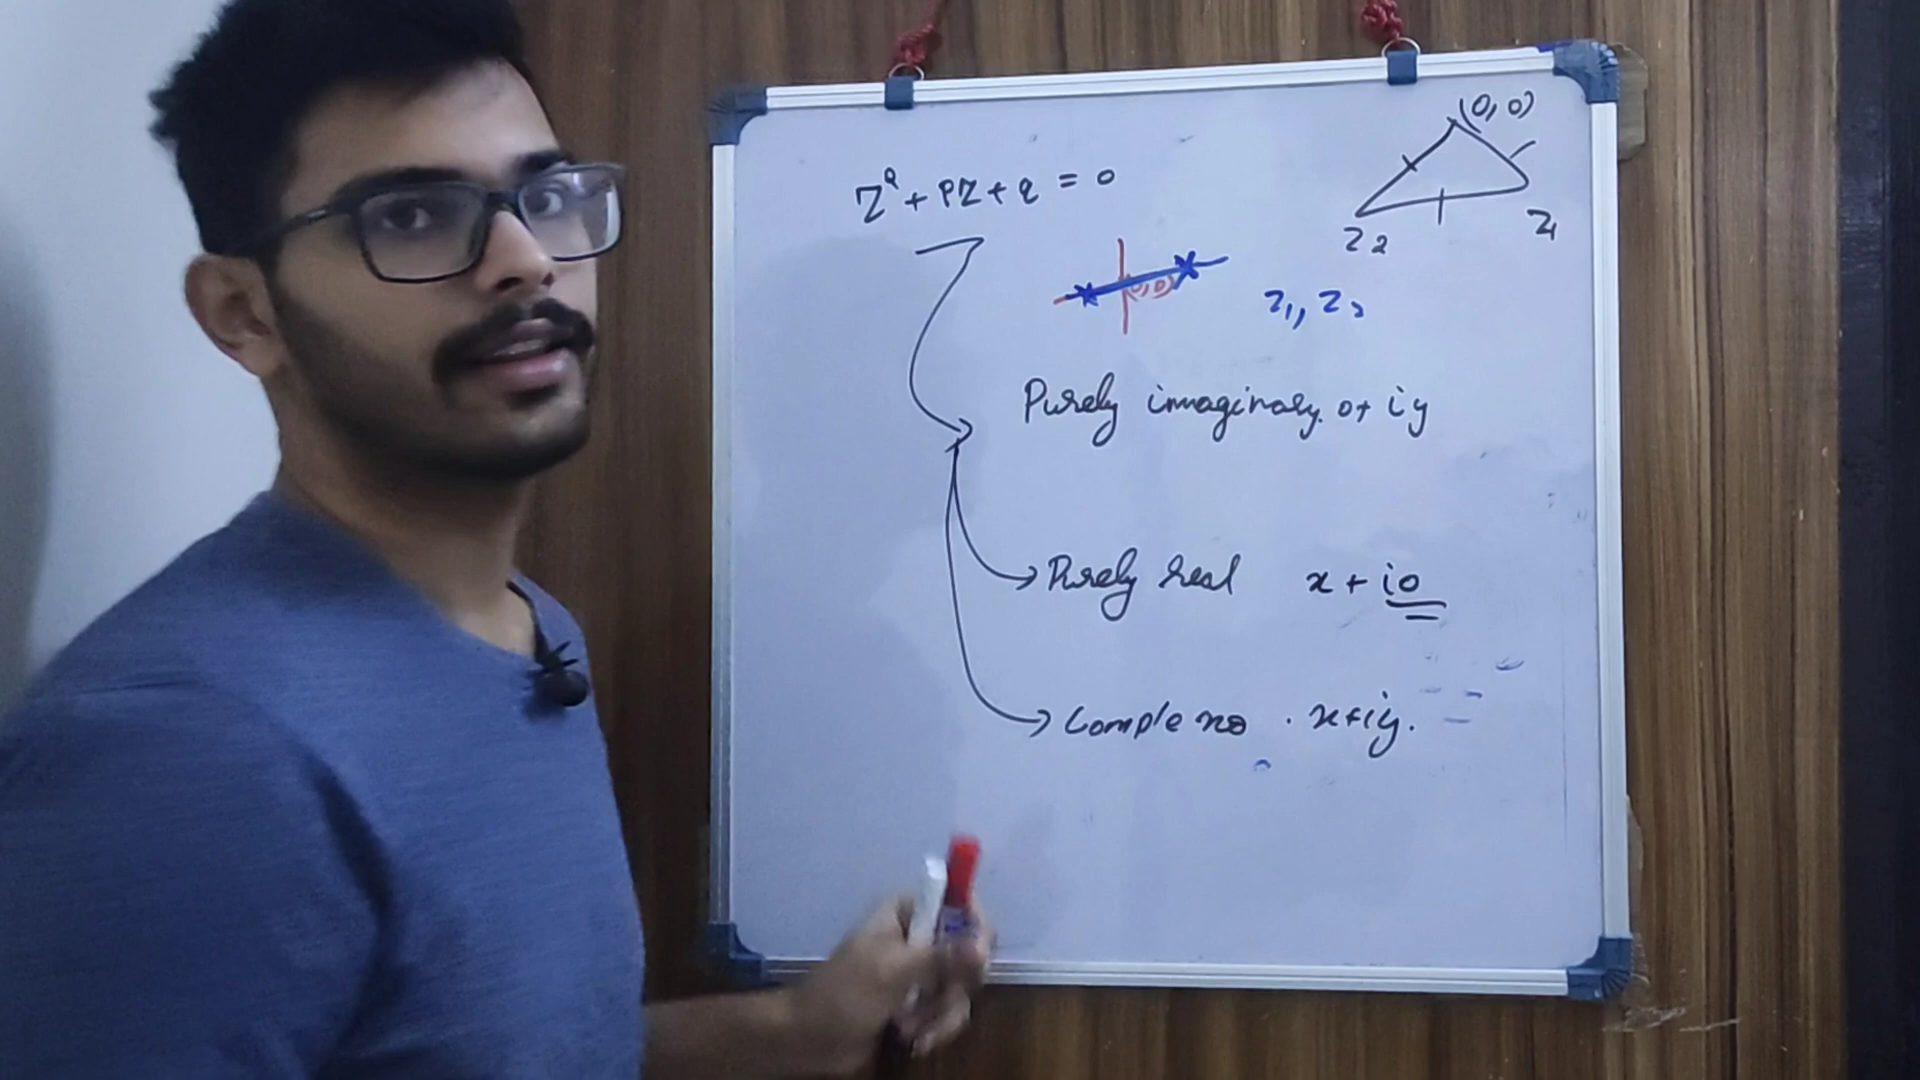 (0,0)
Z² + PZ + q = 0
Z2 Z1
(0,0)
Z1, Z2
Purely imaginary. 0+ iy
Purely real x + i0
Comple no . x+iy.